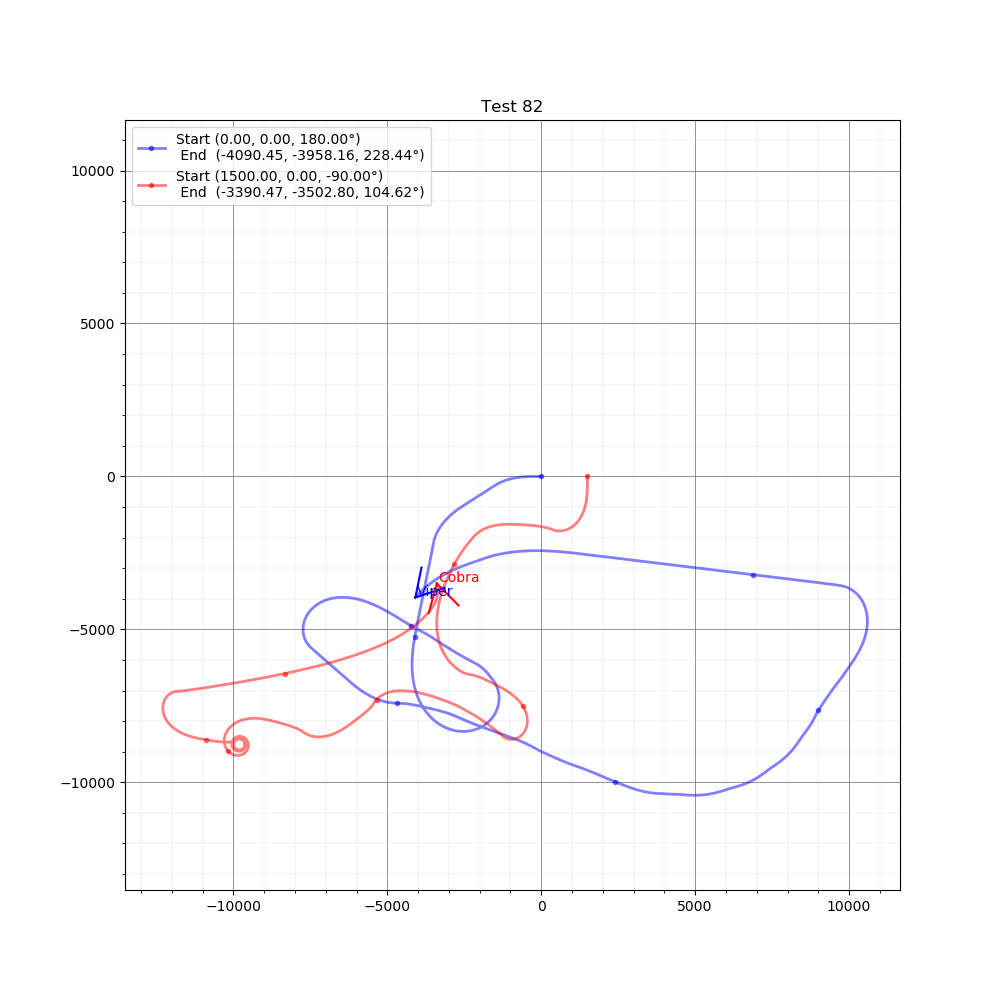 Test 82
Start (0.00, 0.00, 180.00°)
End  (-4090.45, -3958.16, 228.44°)
Start (1500.00, 0.00, -90.00°)
End  (-3390.47, -3502.80, 104.62°)
10000
5000
0
−5000
−10000
Cobra
Viper
−10000
−5000
0
5000
10000